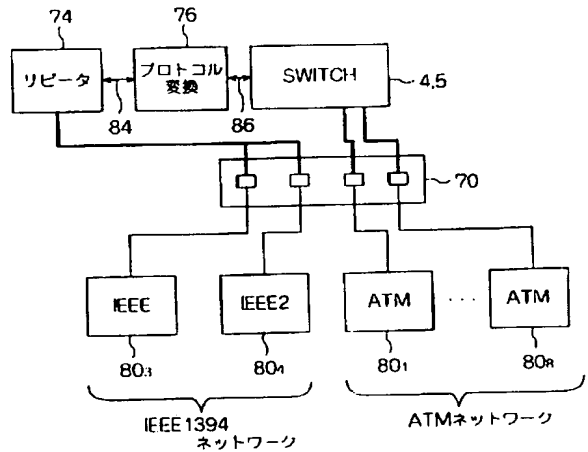 74
76
リピータ
プロトコル
変換
SWITCH
4,5
84
86
70
IEEE
IEEE2
ATM
· · ·
ATM
80₃
80₄
80₁
80ₙ
IEEE1394
ネットワーク
ATMネットワーク